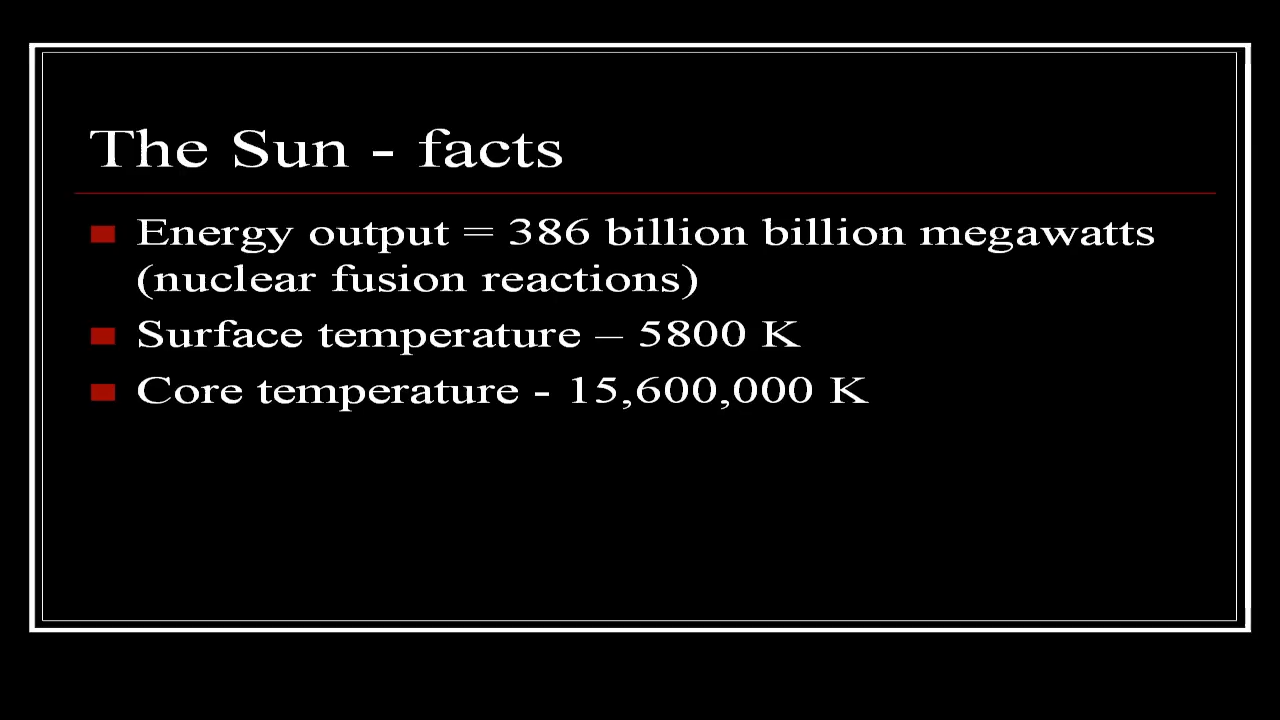 The Sun - facts
Energy output = 386 billion billion megawatts
(nuclear fusion reactions)
Surface temperature – 5800 K
Core temperature - 15,600,000 K